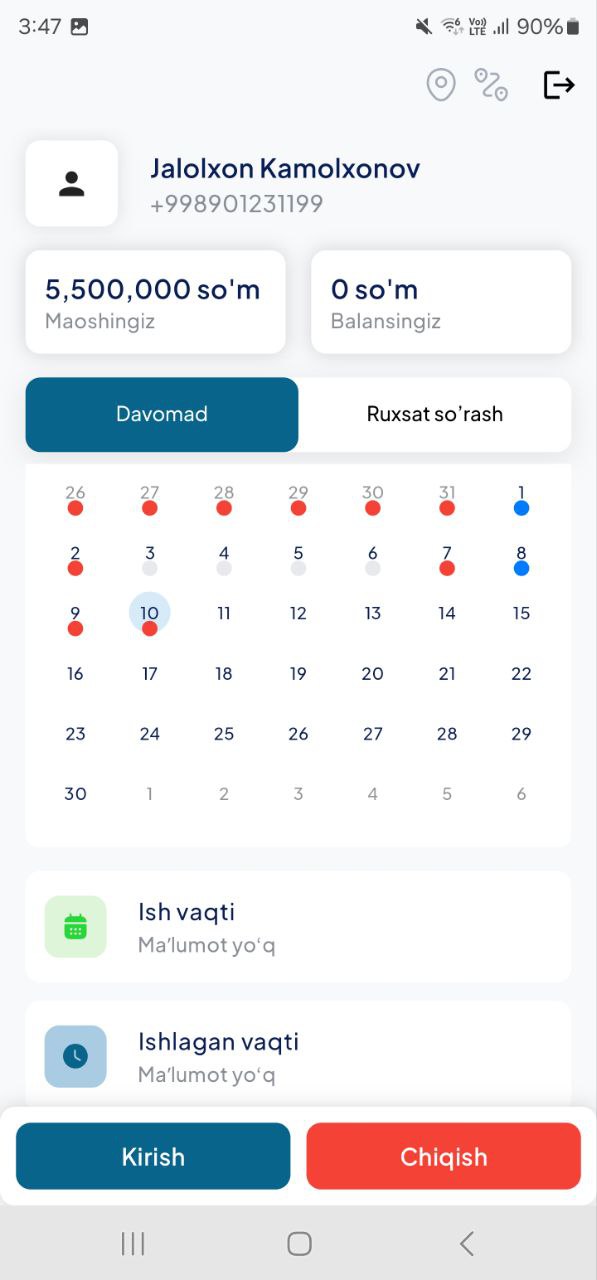 3:47 Vo)) LTE 90%
Jalolxon Kamolxonov
+998901231199
5,500,000 so'm 0 so'm
Maoshingiz Balansingiz
Davomad Ruxsat so’rash
26 27 28 29 30 31 1
2 3 4 5 6 7 8
9 10 11 12 13 14 15
16 17 18 19 20 21 22
23 24 25 26 27 28 29
30 1 2 3 4 5 6
Ish vaqti
Ma’lumot yo‘q
Ishlagan vaqti
Ma’lumot yo‘q
Kirish Chiqish